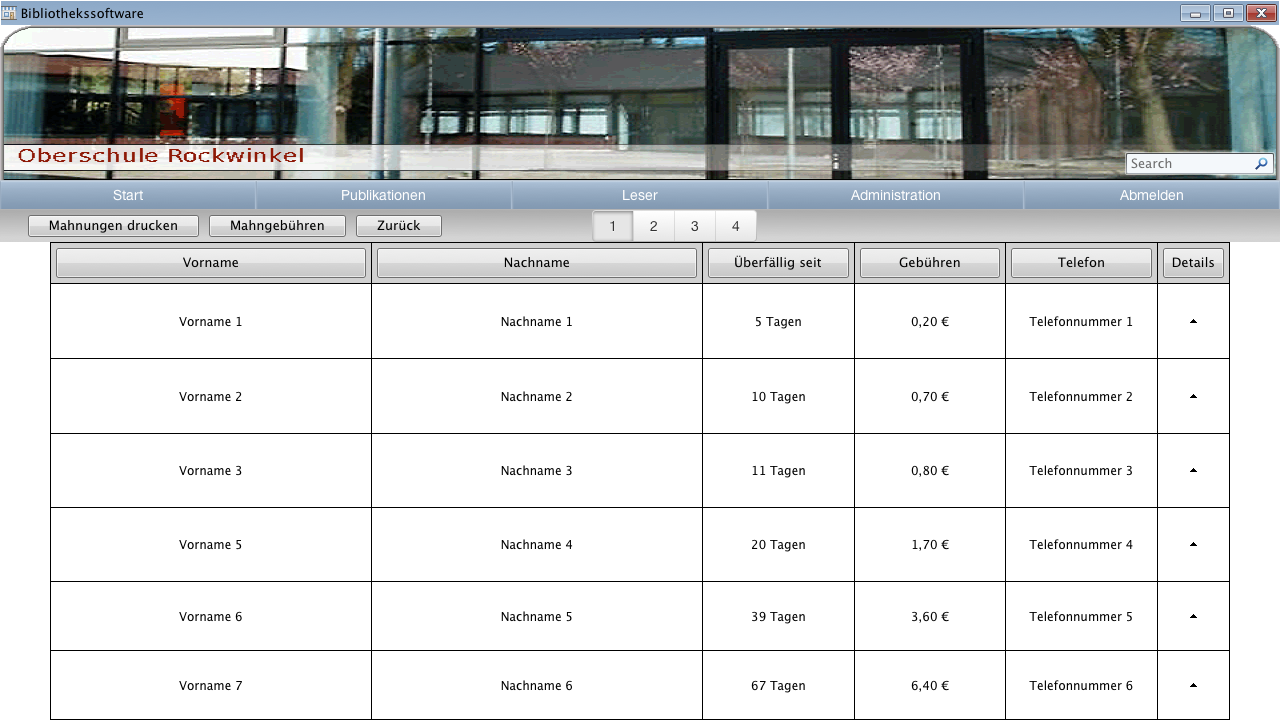 Bibliothekssoftware
Oberschule Rockwinkel
Search
Start Publikationen Leser Administration Abmelden
Mahnungen drucken Mahngebühren Zurück 1 2 3 4
Vorname Nachname Überfällig seit Gebühren Telefon Details
Vorname 1 Nachname 1 5 Tagen 0,20 € Telefonnummer 1
Vorname 2 Nachname 2 10 Tagen 0,70 € Telefonnummer 2
Vorname 3 Nachname 3 11 Tagen 0,80 € Telefonnummer 3
Vorname 5 Nachname 4 20 Tagen 1,70 € Telefonnummer 4
Vorname 6 Nachname 5 39 Tagen 3,60 € Telefonnummer 5
Vorname 7 Nachname 6 67 Tagen 6,40 € Telefonnummer 6